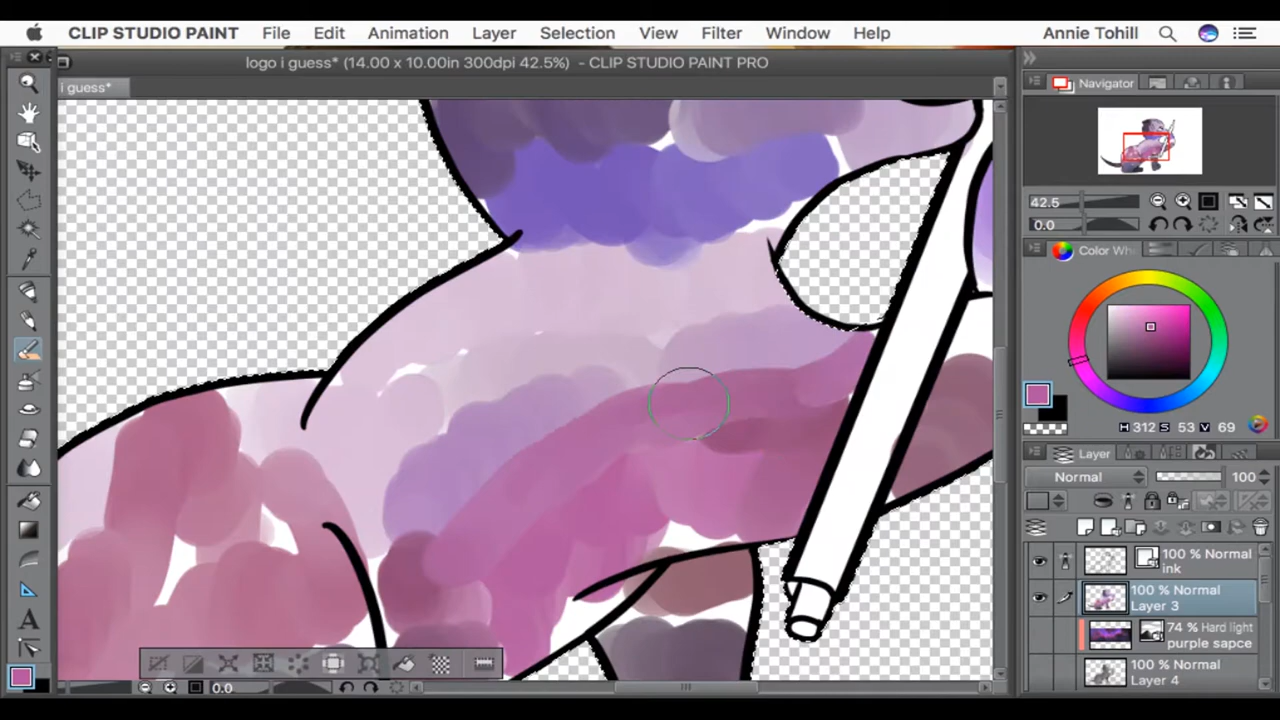 CLIP STUDIO PAINT File Edit Animation Layer Selection View Filter Window Help Annie Tohill
logo i guess* (14.00 x 10.00in 300dpi 42.5%) - CLIP STUDIO PAINT PRO
i guess*
Navigator
42.5
0.0
Color Whe
H 312 S 53 V 69
Layer
Normal 100
100 % Normal
ink
100 % Normal
Layer 3
74 % Hard light
purple sapce
100 % Normal
Layer 4
0.0